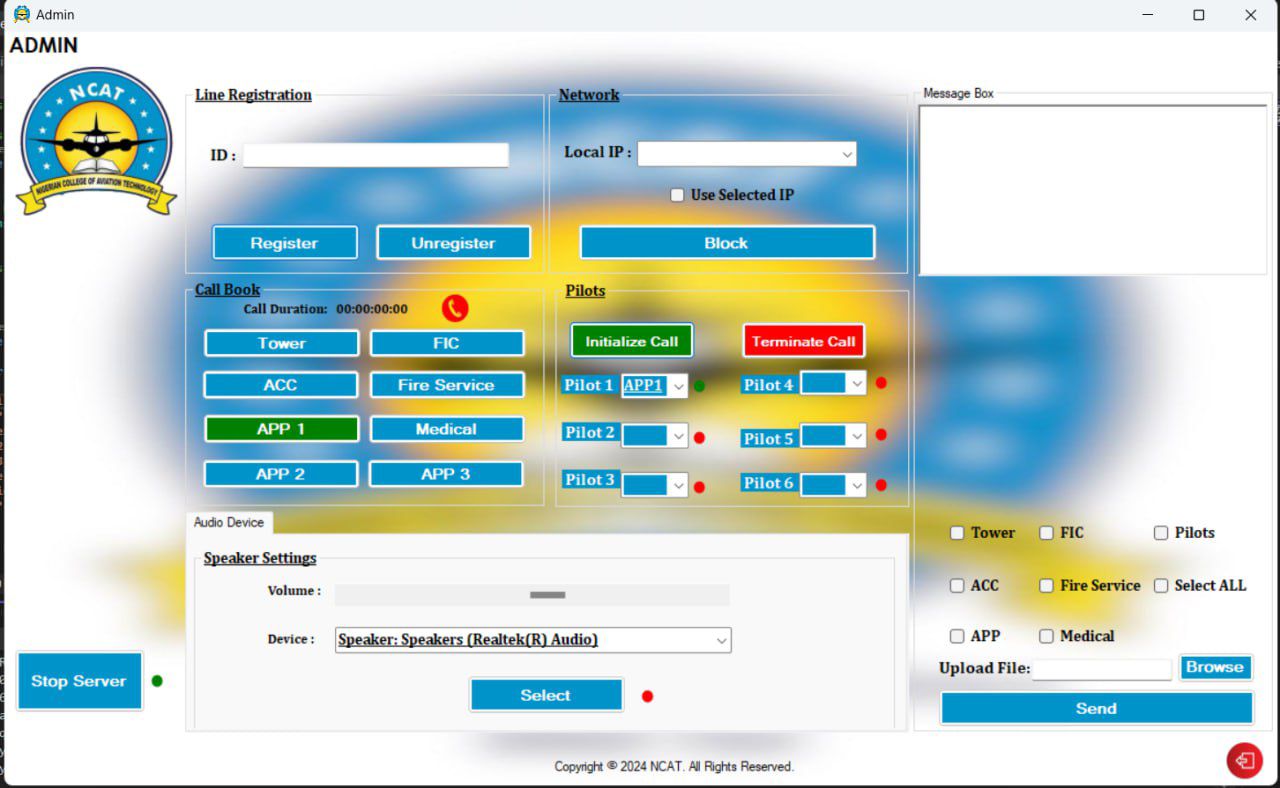 Admin
ADMIN
NCAT
NIGERIAN COLLEGE OF AVIATION TECHNOLOGY
Line Registration
ID :
Register
Unregister
Network
Local IP :
Use Selected IP
Block
Message Box
Call Book
Call Duration: 00:00:00:00
Tower
FIC
ACC
Fire Service
APP 1
Medical
APP 2
APP 3
Pilots
Initialize Call
Terminate Call
Pilot 1 APP1
Pilot 4
Pilot 2
Pilot 5
Pilot 3
Pilot 6
Audio Device
Speaker Settings
Volume :
Device : Speaker: Speakers (Realtek(R) Audio)
Select
Stop Server
Tower
FIC
Pilots
ACC
Fire Service
Select ALL
APP
Medical
Upload File:
Browse
Send
Copyright © 2024 NCAT. All Rights Reserved.